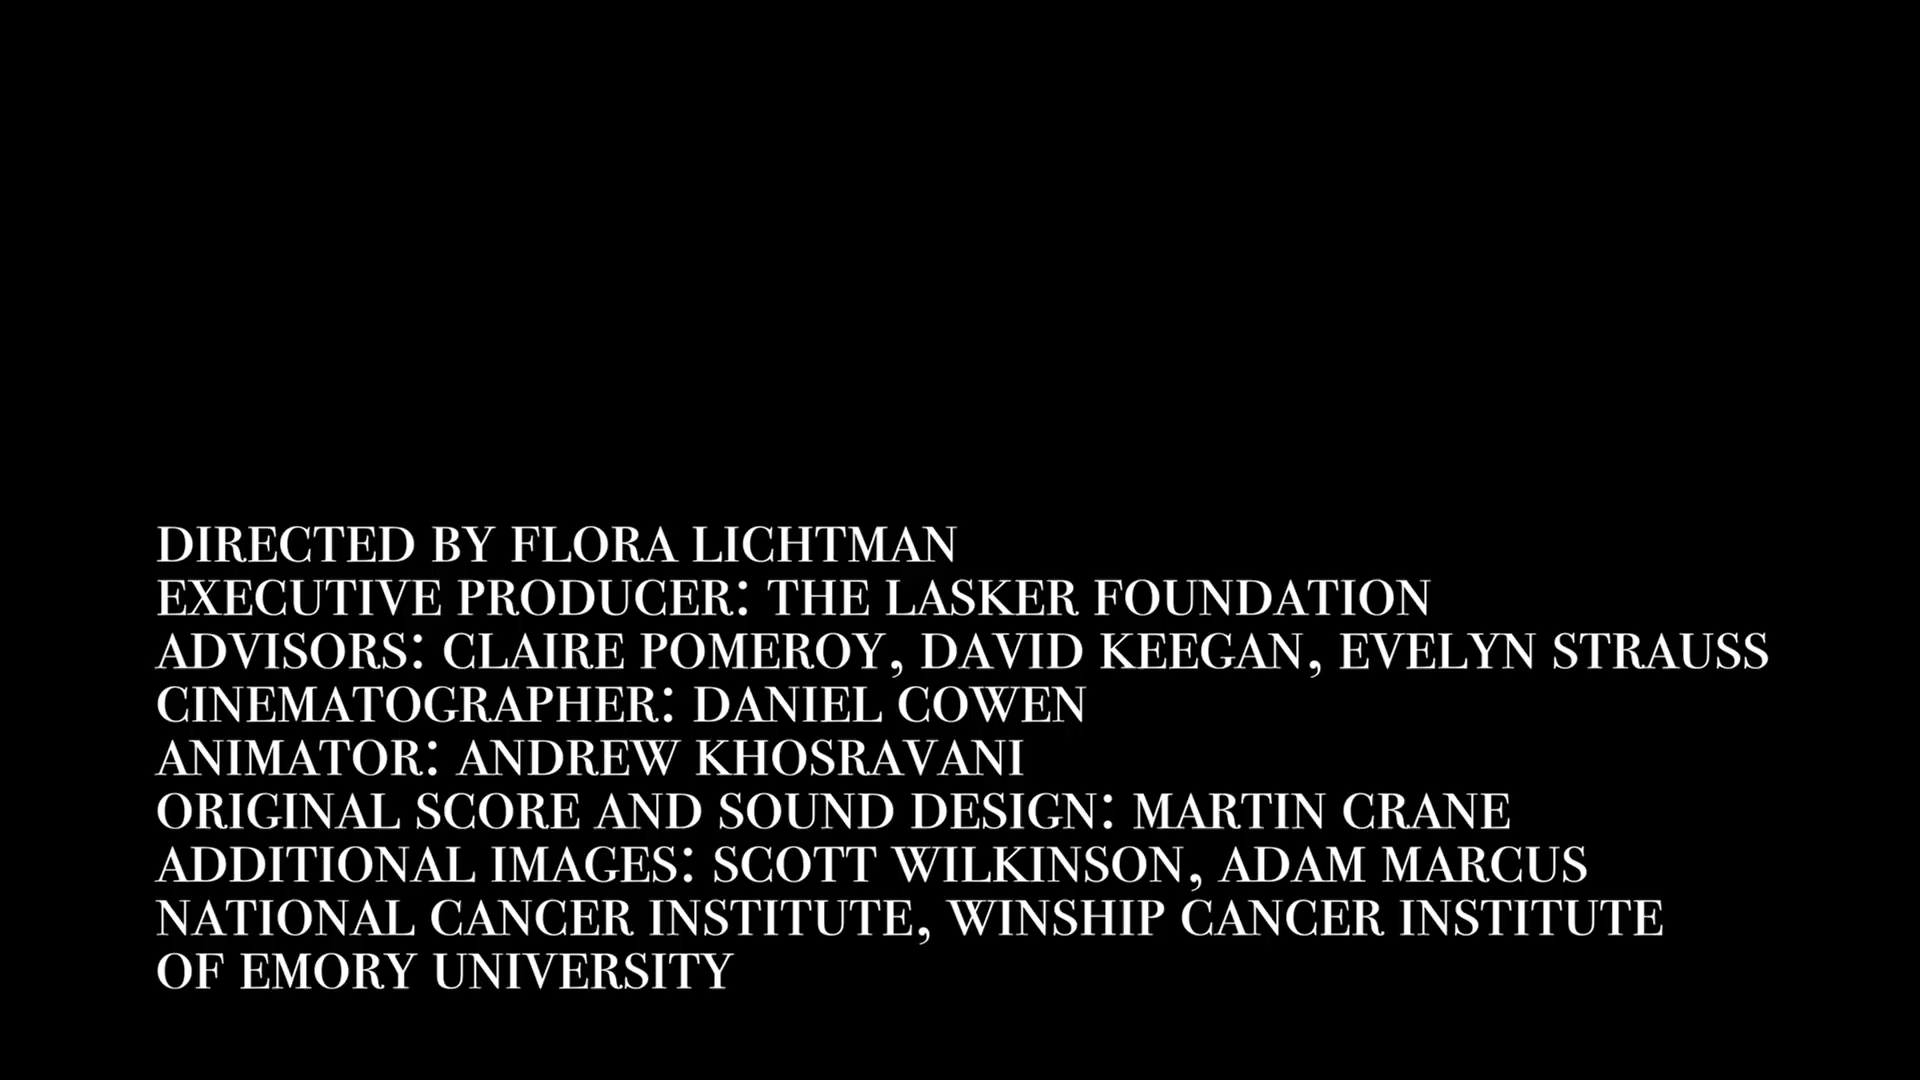 DIRECTED BY FLORA LICHTMAN
EXECUTIVE PRODUCER: THE LASKER FOUNDATION
ADVISORS: CLAIRE POMEROY, DAVID KEEGAN, EVELYN STRAUSS
CINEMATOGRAPHER: DANIEL COWEN
ANIMATOR: ANDREW KHOSRAVANI
ORIGINAL SCORE AND SOUND DESIGN: MARTIN CRANE
ADDITIONAL IMAGES: SCOTT WILKINSON, ADAM MARCUS
NATIONAL CANCER INSTITUTE, WINSHIP CANCER INSTITUTE
OF EMORY UNIVERSITY